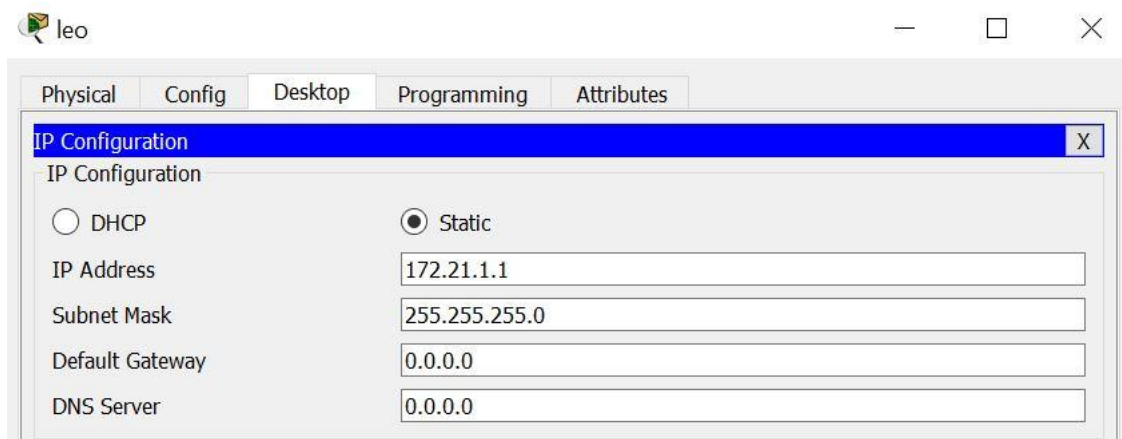 leo
Physical Config Desktop Programming Attributes
IP Configuration X
IP Configuration
DHCP Static
IP Address 172.21.1.1
Subnet Mask 255.255.255.0
Default Gateway 0.0.0.0
DNS Server 0.0.0.0